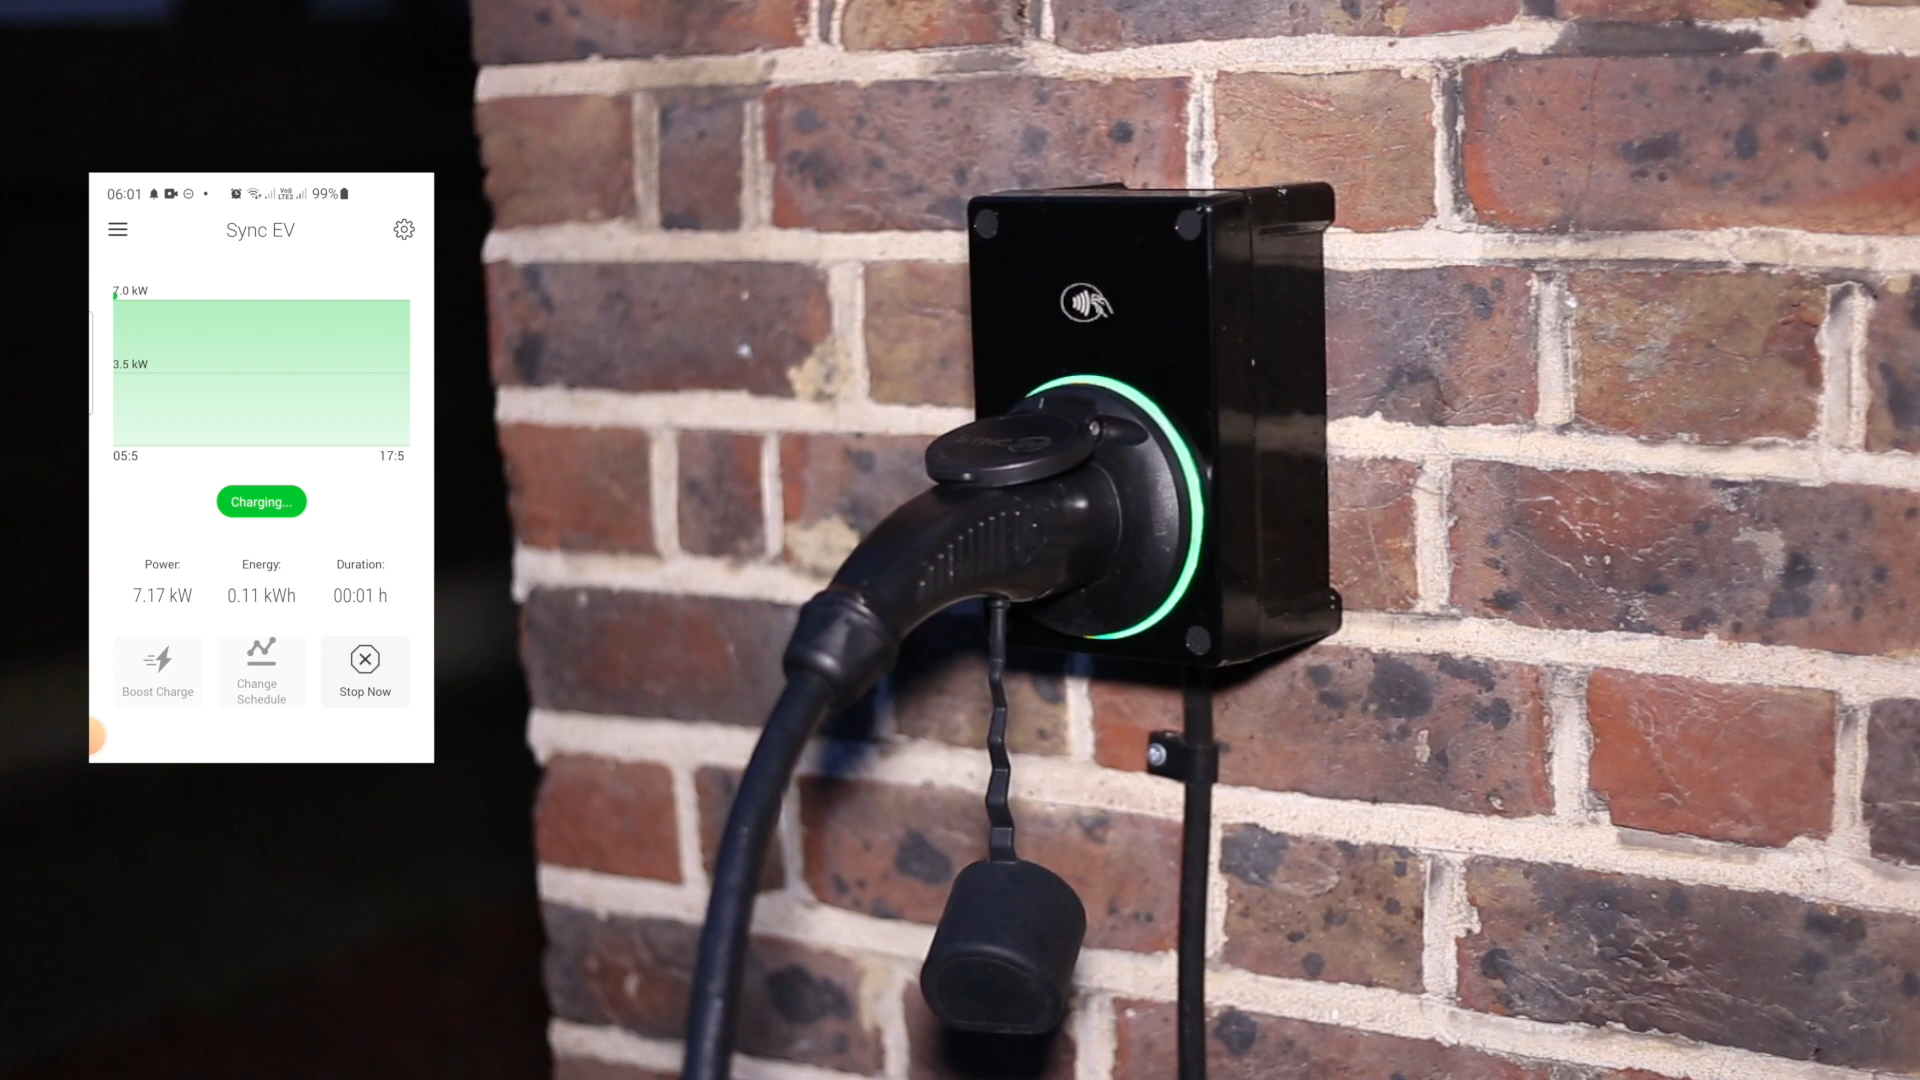 06:01 99%
Sync EV
7.0 kW
3.5 kW
05:5 17:5
Charging...
Power: Energy: Duration:
7.17 kW 0.11 kWh 00:01 h
Boost Charge
Change
Schedule
Stop Now
SYNC